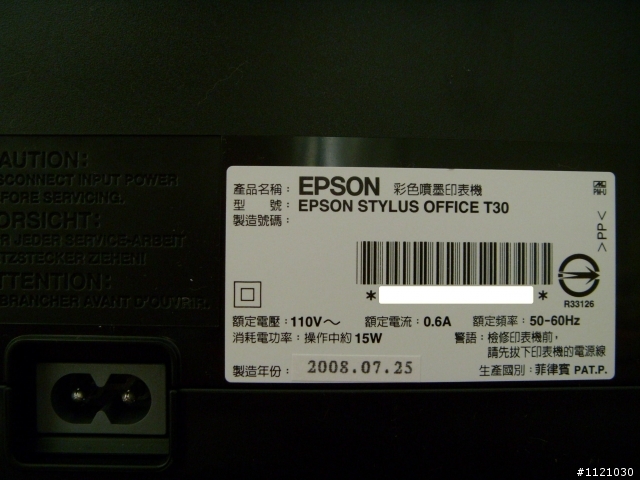 AUTION:
SCONNECT INPUT POWER
EFORE SERVICING.
ORSICHT:
R JEDER SERVICE-ARBEIT
TZSTECKER ZIEHEN!
TTENTION:
BRANCHER AVANT D'OUVRIR.
產品名稱: EPSON 彩色噴墨印表機
型 號: EPSON STYLUS OFFICE T30
製造號碼:
* *
R33126
>PP<
額定電壓: 110V～ 額定電流: 0.6A 額定頻率: 50-60Hz
消耗電功率: 操作中約 15W 警語: 檢修印表機前,
請先拔下印表機的電源線
製造年份: 2008.07.25 生產國別: 菲律賓 PAT.P.
#1121030